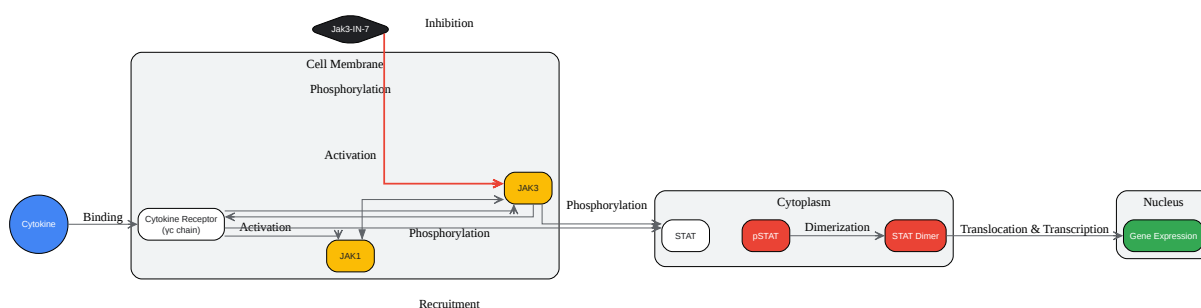 Jak3-IN-7
Inhibition
Cell Membrane
Phosphorylation
Activation
JAK3
Cytokine
Binding
Cytokine Receptor
(yc chain)
Activation
JAK1
Phosphorylation
Phosphorylation
Cytoplasm
STAT
pSTAT
Dimerization
STAT Dimer
Translocation & Transcription
Nucleus
Gene Expression
Recruitment